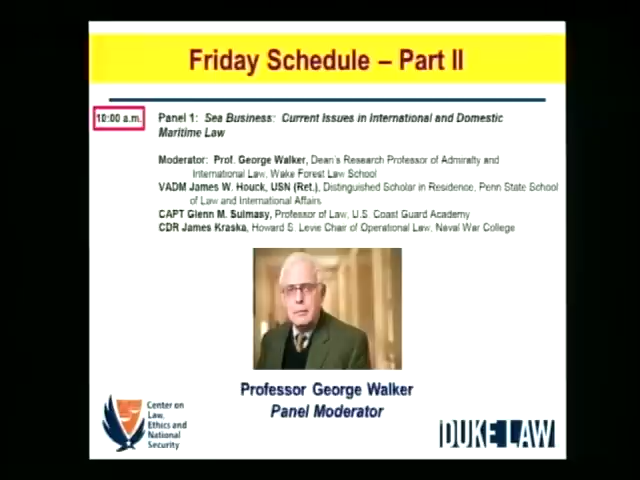 Friday Schedule – Part II
10:00 a.m.
Panel 1: Sea Business: Current Issues in International and Domestic
Maritime Law
Moderator: Prof. George Walker, Dean's Research Professor of Admiralty and
International Law, Wake Forest Law School
VADM James W. Houck, USN (Ret.), Distinguished Scholar in Residence, Penn State School
of Law and International Affairs
CAPT Glenn M. Sulmasy, Professor of Law, U.S. Coast Guard Academy
CDR James Kraska, Howard S. Levie Chair of Operational Law, Naval War College
Professor George Walker
Panel Moderator
Center on
Law,
Ethics and
National
Security
DUKE LAW